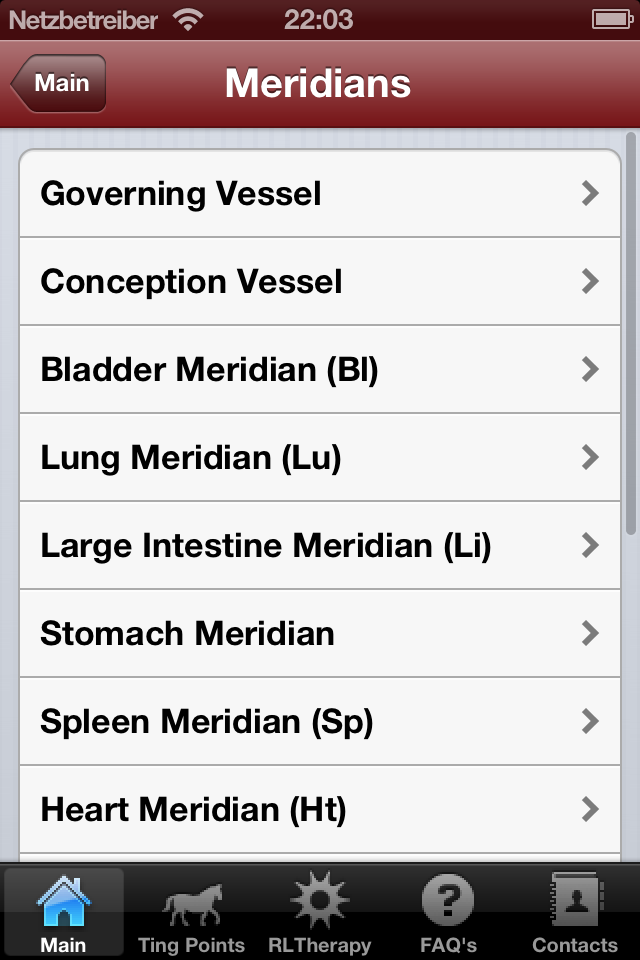 Netzbetreiber 22:03
Main Meridians
Governing Vessel
Conception Vessel
Bladder Meridian (Bl)
Lung Meridian (Lu)
Large Intestine Meridian (Li)
Stomach Meridian
Spleen Meridian (Sp)
Heart Meridian (Ht)
Main Ting Points RLTherapy FAQ's Contacts